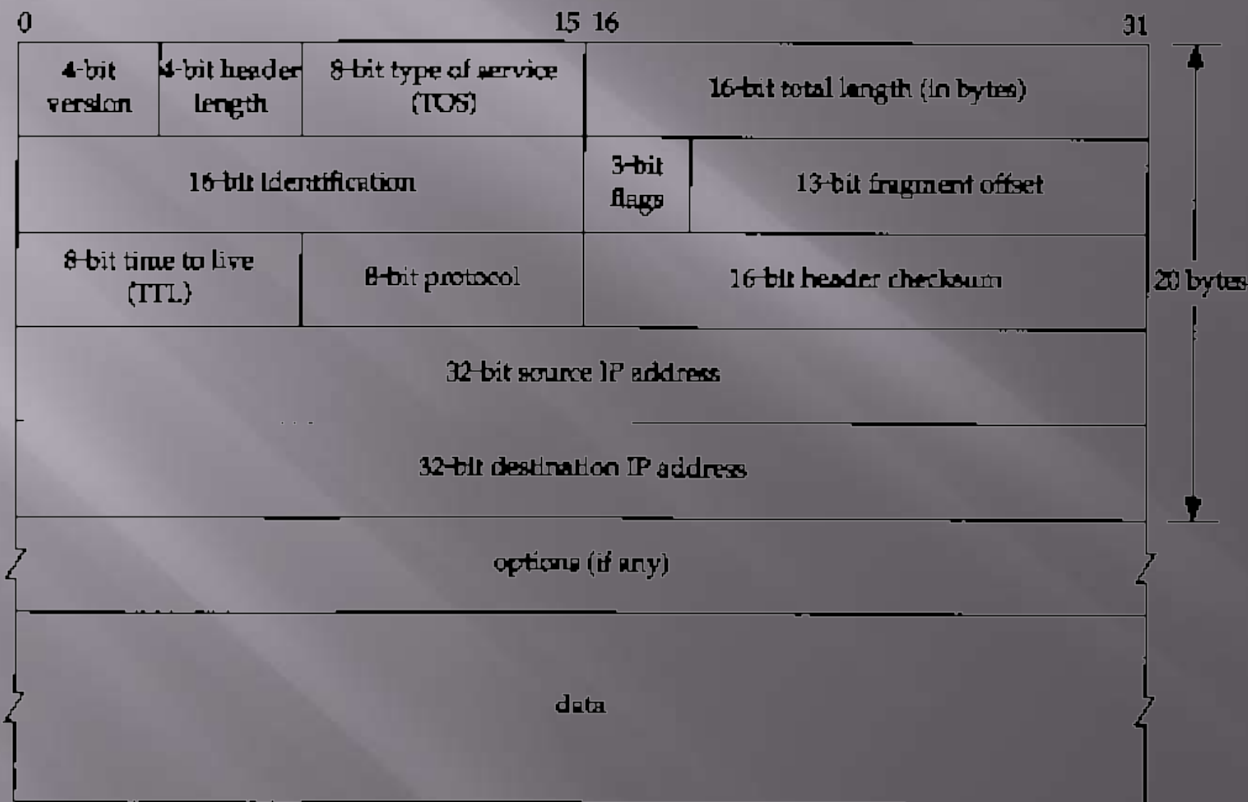 0 15 16 31
4-bit
version
4-bit header
length
8-bit type of service
(TOS)
16-bit total length (in bytes)
16-bit identification
3-bit
flags
13-bit fragment offset
8-bit time to live
(TTL)
8-bit protocol
16-bit header checksum
20 bytes
32-bit source IP address
32-bit destination IP address
options (if any)
data